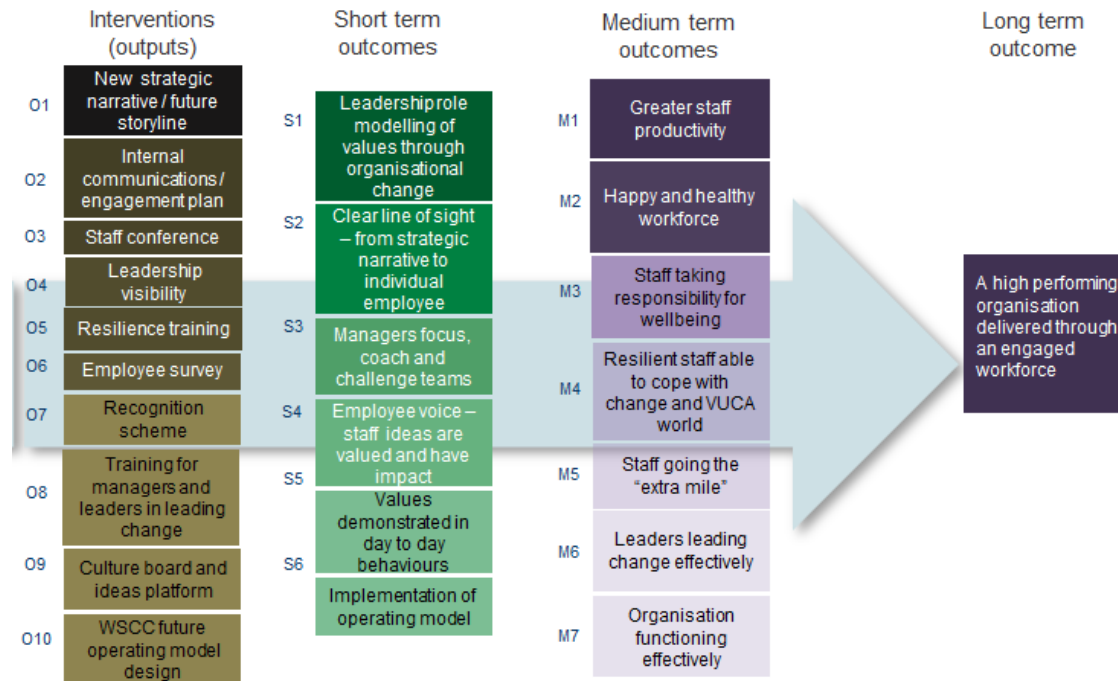 Interventions
(outputs)
O1
New strategic
narrative / future
storyline
O2
Internal
communications /
engagement plan
O3
Staff conference
O4
Leadership
visibility
O5
Resilience training
O6
Employee survey
O7
Recognition
scheme
O8
Training for
managers and
leaders in leading
change
O9
Culture board and
ideas platform
O10
WSCC future
operating model
design
Short term
outcomes
S1
Leadership role
modelling of
values through
organisational
change
S2
Clear line of sight
– from strategic
narrative to
individual
employee
S3
Managers focus,
coach and
challenge teams
S4
Employee voice –
staff ideas are
valued and have
impact
S5
Values
demonstrated in
day to day
behaviours
S6
Implementation of
operating model
Medium term
outcomes
M1
Greater staff
productivity
M2
Happy and healthy
workforce
M3
Staff taking
responsibility for
wellbeing
M4
Resilient staff able
to cope with
change and VUCA
world
M5
Staff going the
“extra mile”
M6
Leaders leading
change effectively
M7
Organisation
functioning
effectively
Long term
outcome
A high performing
organisation
delivered through
an engaged
workforce